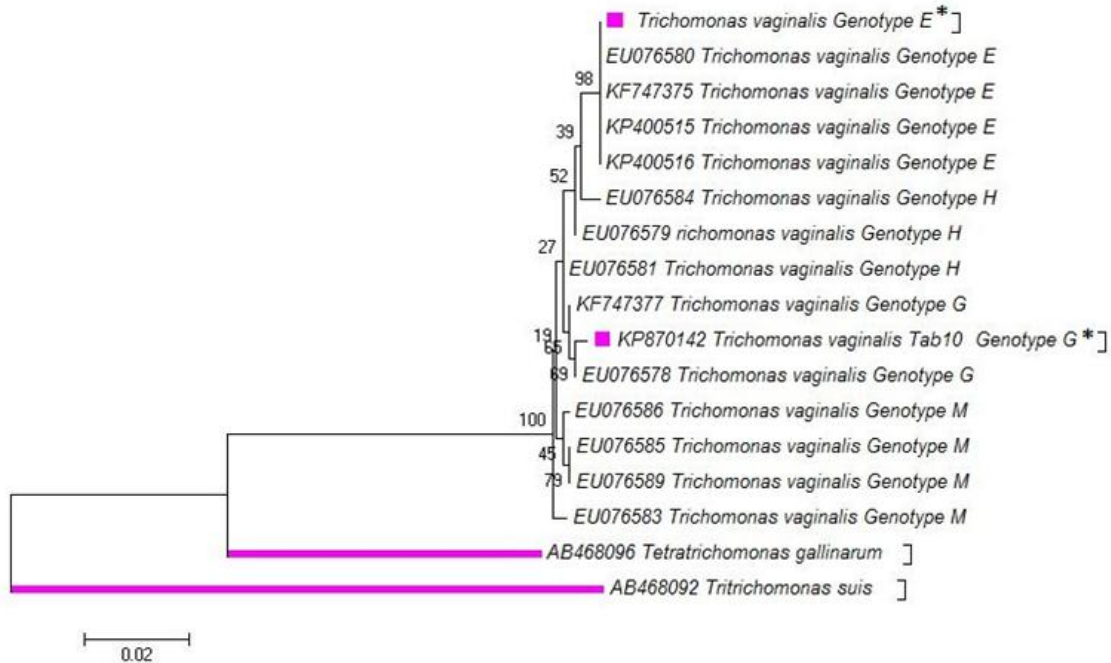 Trichomonas vaginalis Genotype E*
EU076580 Trichomonas vaginalis Genotype E
98
KF747375 Trichomonas vaginalis Genotype E
39
KP400515 Trichomonas vaginalis Genotype E
KP400516 Trichomonas vaginalis Genotype E
52
EU076584 Trichomonas vaginalis Genotype H
EU076579 richomonas vaginalis Genotype H
27
EU076581 Trichomonas vaginalis Genotype H
KF747377 Trichomonas vaginalis Genotype G
19
KP870142 Trichomonas vaginalis Tab10 Genotype G*
65
69
EU076578 Trichomonas vaginalis Genotype G
EU076586 Trichomonas vaginalis Genotype M
100
EU076585 Trichomonas vaginalis Genotype M
45
79
EU076589 Trichomonas vaginalis Genotype M
EU076583 Trichomonas vaginalis Genotype M
AB468096 Tetratrichomonas gallinarum
AB468092 Tritrichomonas suis
0.02